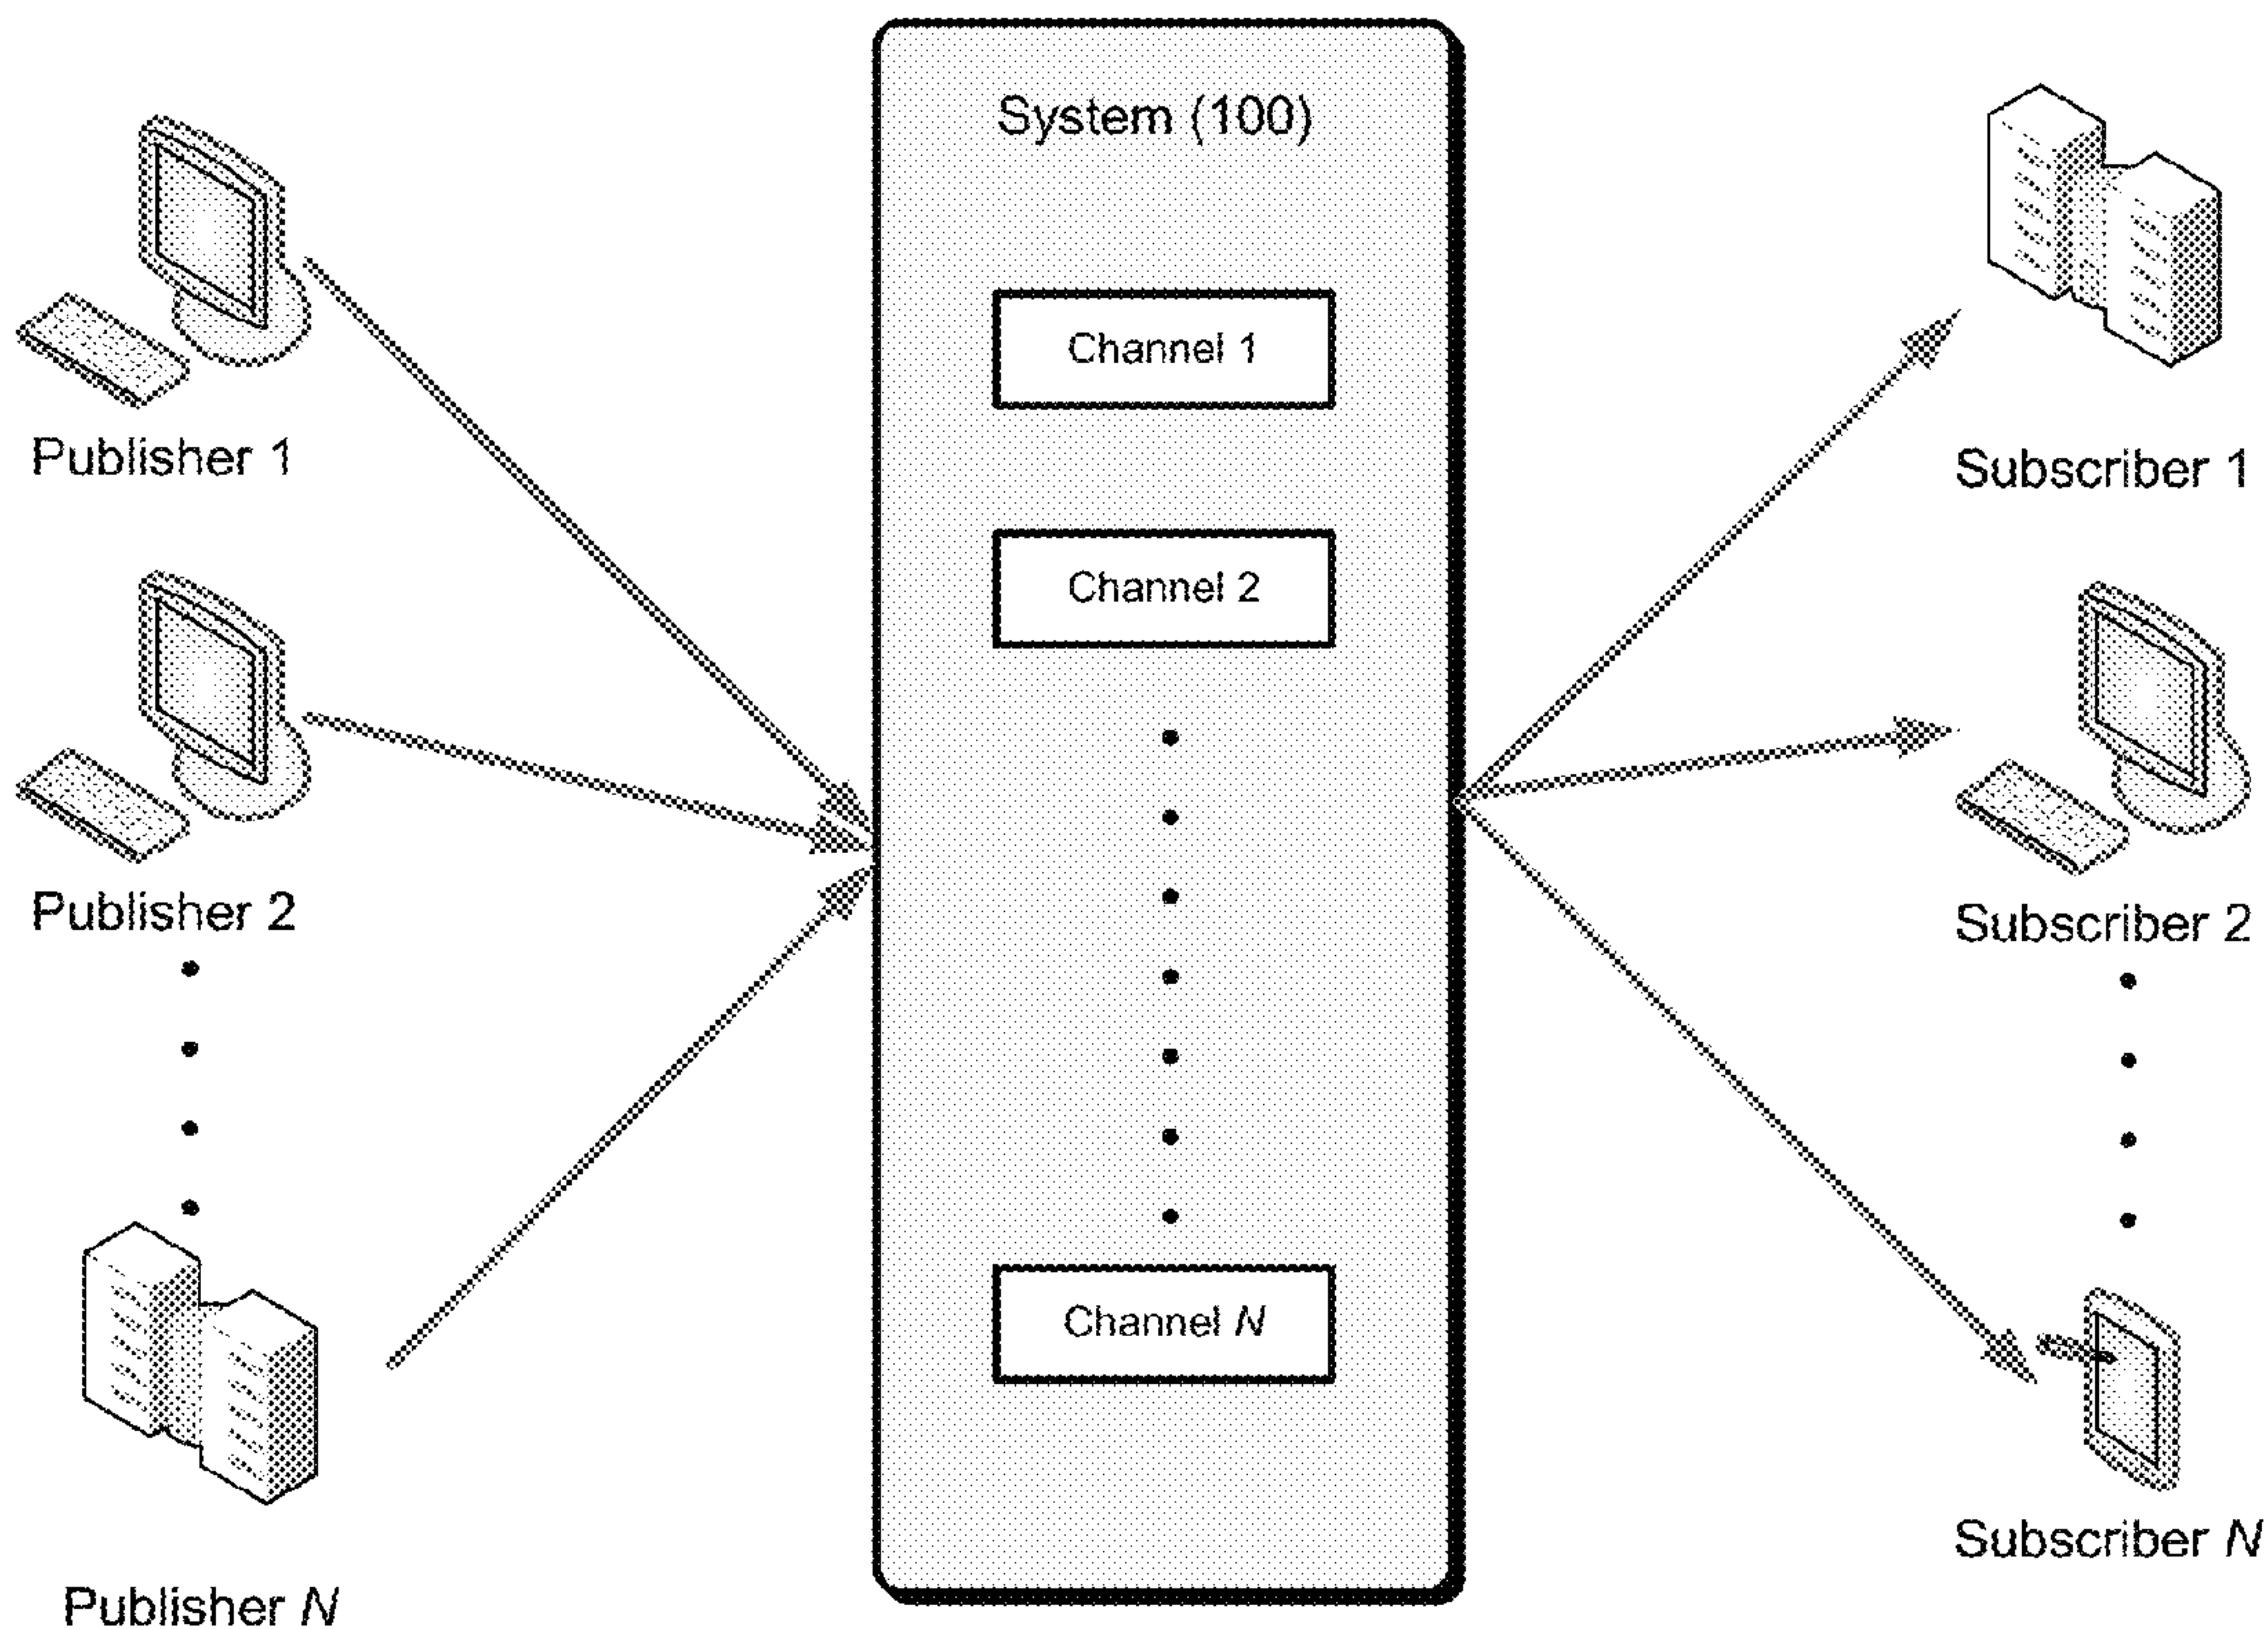 System (100)
Publisher 1
Publisher 2
Publisher N
Channel 1
Channel 2
Channel N
Subscriber 1
Subscriber 2
Subscriber N